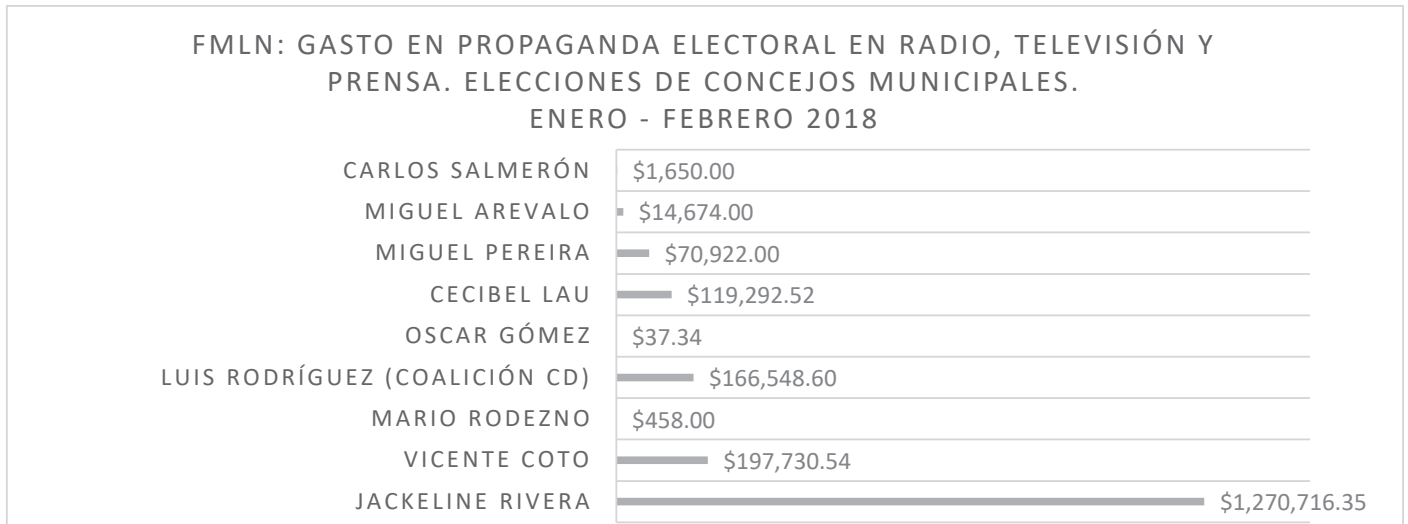 FMLN: GASTO EN PROPAGANDA ELECTORAL EN RADIO, TELEVISIÓN Y
PRENSA. ELECCIONES DE CONCEJOS MUNICIPALES.
ENERO - FEBRERO 2018
CARLOS SALMERÓN $1,650.00
MIGUEL AREVALO $14,674.00
MIGUEL PEREIRA $70,922.00
CECIBEL LAU $119,292.52
OSCAR GÓMEZ $37.34
LUIS RODRÍGUEZ (COALICIÓN CD) $166,548.60
MARIO RODEZNO $458.00
VICENTE COTO $197,730.54
JACKELINE RIVERA $1,270,716.35